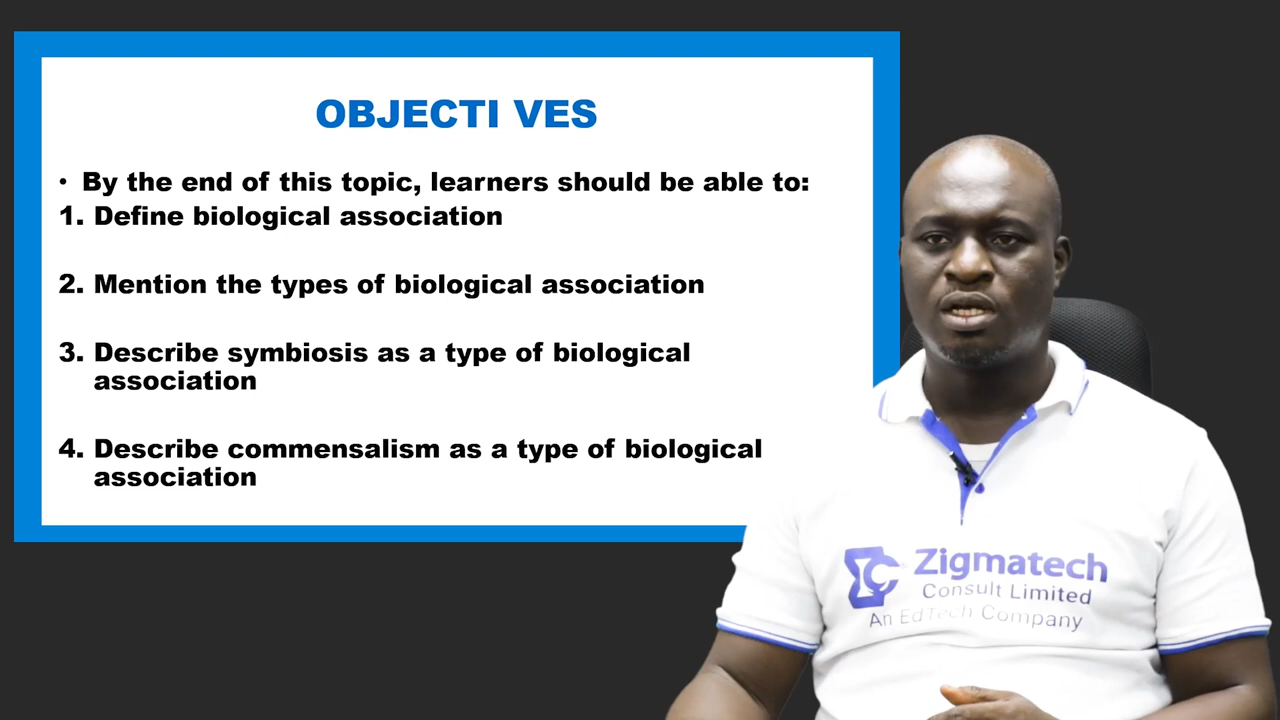 OBJECTI VES
• By the end of this topic, learners should be able to:
1. Define biological association
2. Mention the types of biological association
3. Describe symbiosis as a type of biological
association
4. Describe commensalism as a type of biological
association
Zigmatech
Consult Limited
An EdTech Company